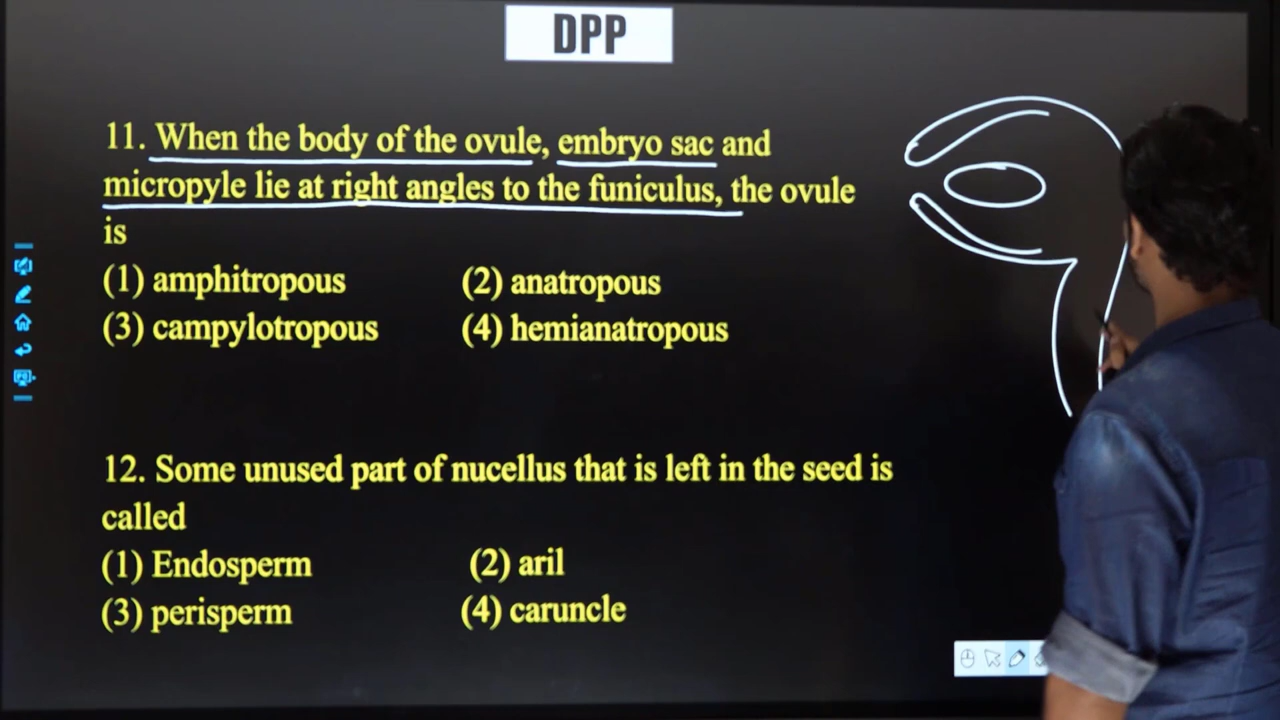 DPP
11. When the body of the ovule, embryo sac and
micropyle lie at right angles to the funiculus, the ovule
is
(1) amphitropous (2) anatropous
(3) campylotropous (4) hemianatropous
12. Some unused part of nucellus that is left in the seed is
called
(1) Endosperm (2) aril
(3) perisperm (4) caruncle